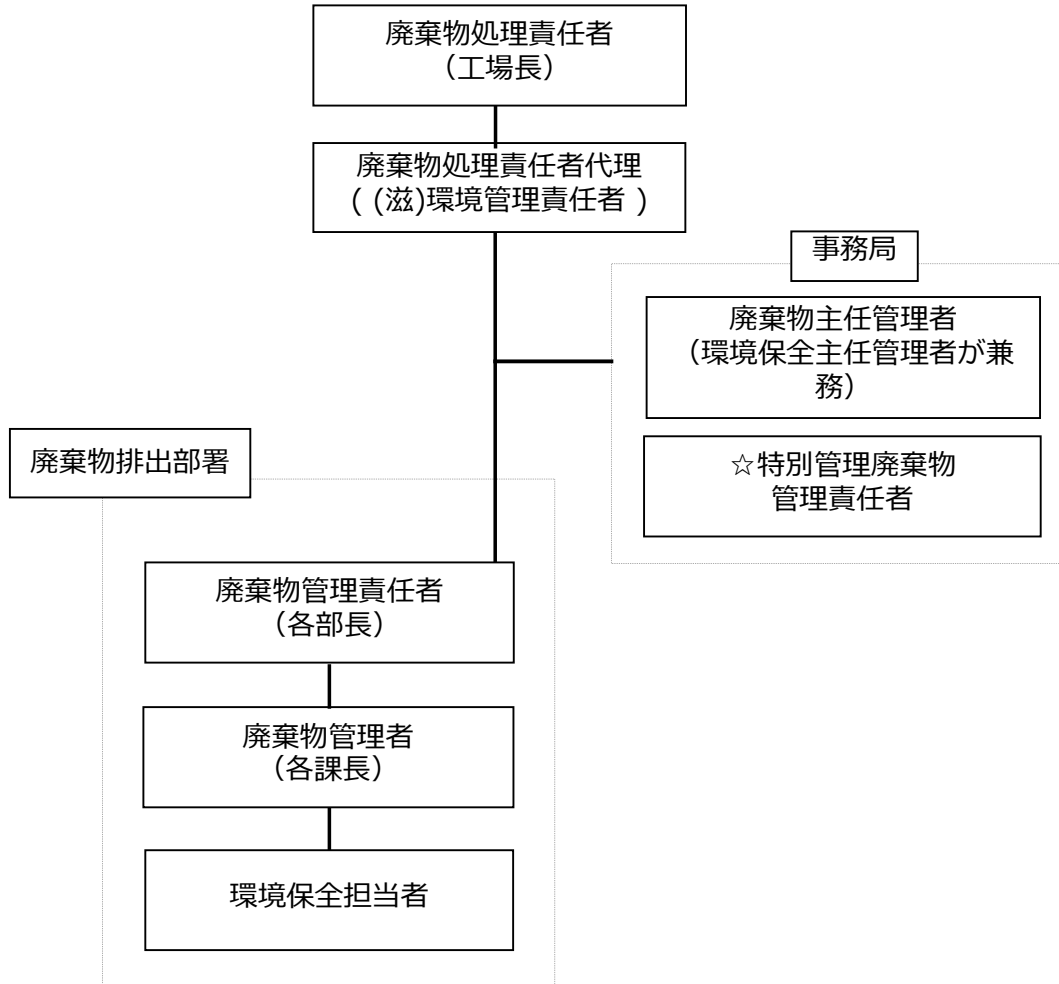 廃棄物処理責任者
（工場長）
廃棄物処理責任者代理
( (滋)環境管理責任者 )
事務局
廃棄物主任管理者
（環境保全主任管理者が兼
務）
☆特別管理廃棄物
管理責任者
廃棄物排出部署
廃棄物管理責任者
（各部長）
廃棄物管理者
（各課長）
環境保全担当者